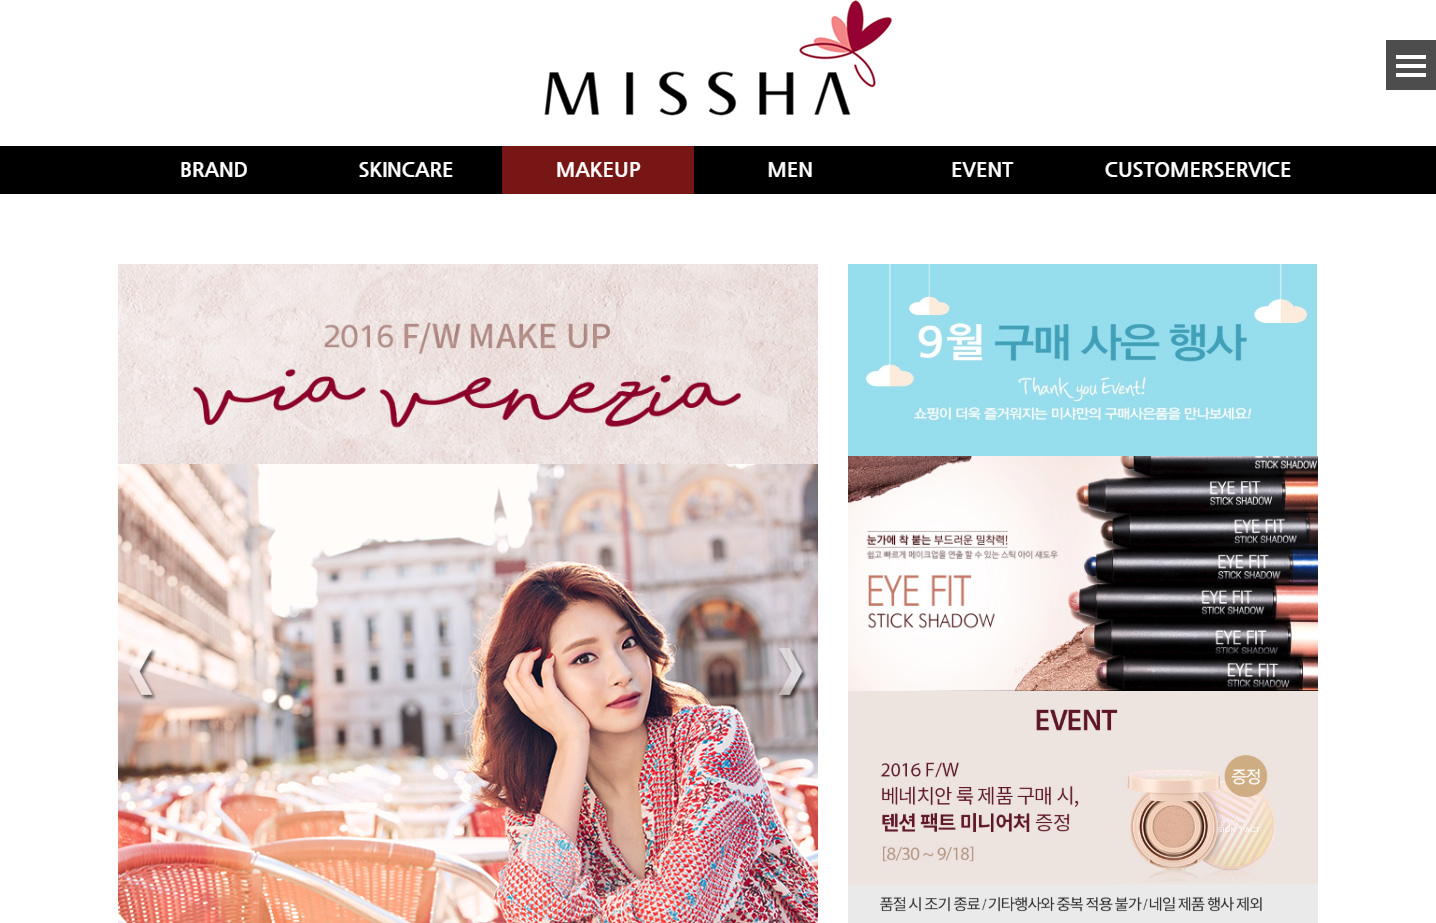 MISSHA
BRAND SKINCARE MAKEUP MEN EVENT CUSTOMERSERVICE
2016 F/W MAKE UP
via venezia
9월 구매 사은 행사
Thank you Event!
쇼핑이 더욱 즐거워지는 미샤만의 구매사은품을 만나보세요!
STICK SHADOW
EYE FIT
STICK SHADOW
EYE FIT
STICK SHADOW
EYE FIT
STICK SHADOW
EYE FIT
STICK SHADOW
EYE FIT
STICK SHADOW
EYE FIT
STICK SHADOW
눈가에 착 붙는 부드러운 밀착력!
쉽고 빠르게 메이크업을 연출 할 수 있는 스틱 아이 섀도우
EYE FIT
STICK SHADOW
EVENT
2016 F/W
베네치안 룩 제품 구매 시,
텐션 팩트 미니어처 증정
[8/30 ~ 9/18]
증정
품절 시 조기 종료 / 기타행사와 중복 적용 불가 / 네일 제품 행사 제외